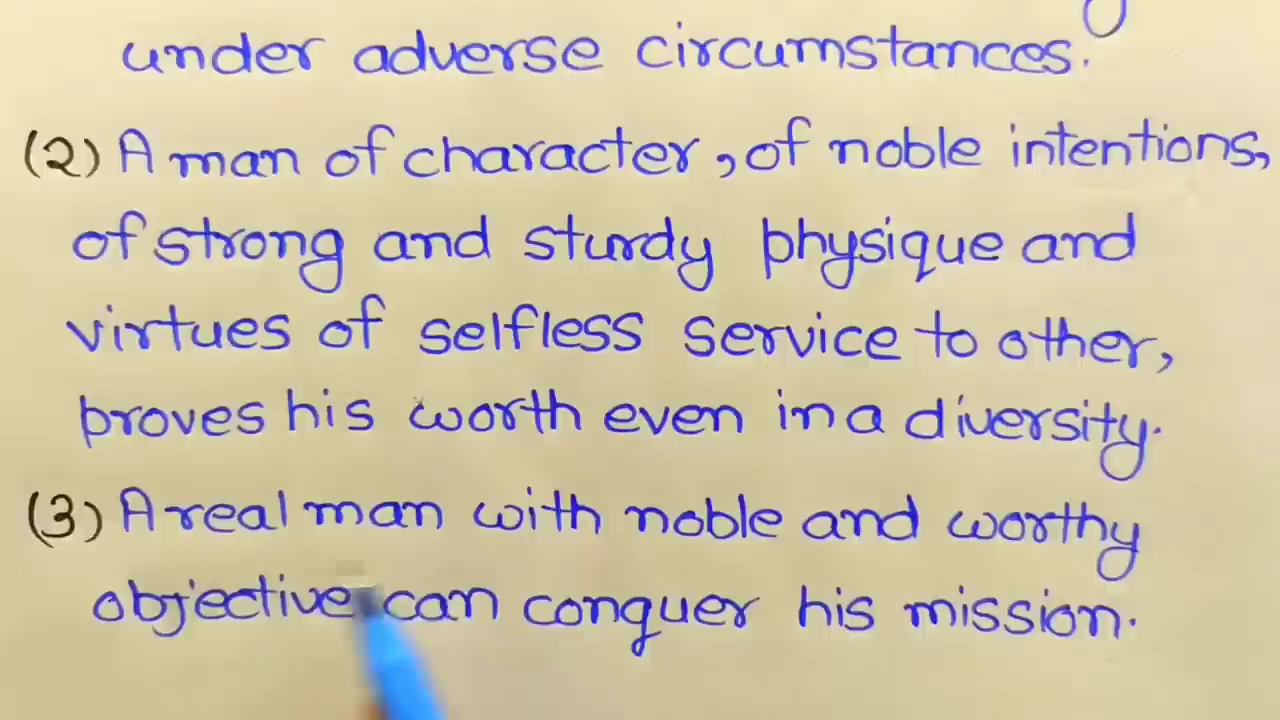 under adverse circumstances.
(2) A man of character, of noble intentions,
of strong and sturdy physique and
virtues of selfless service to other,
proves his worth even in a diversity.
(3) A real man with noble and worthy
objective can conquer his mission.